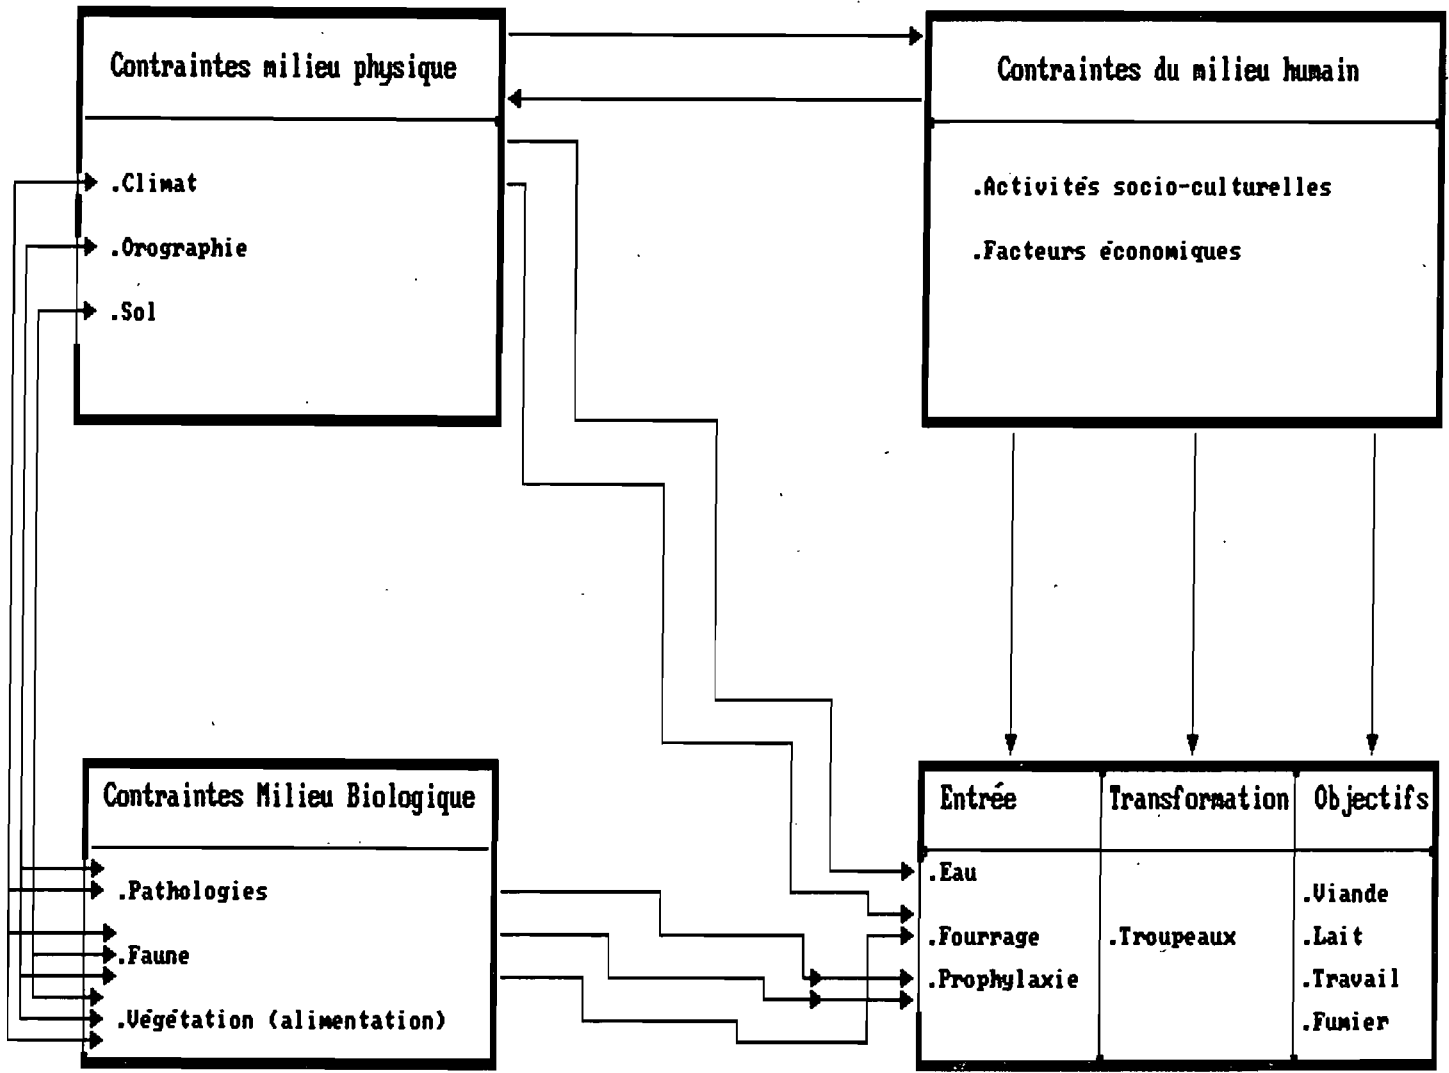 Contraintes milieu physique
.Climat
.Orographie
.Sol
Contraintes du milieu humain
.Activités socio-culturelles
.Facteurs économiques
Contraintes Milieu Biologique
.Pathologies
.Faune
.Végétation (alimentation)
Entrée
.Eau
.Fourrage
.Prophylaxie
Transformation
.Troupeaux
Objectifs
.Viande
.Lait
.Travail
.Fumier